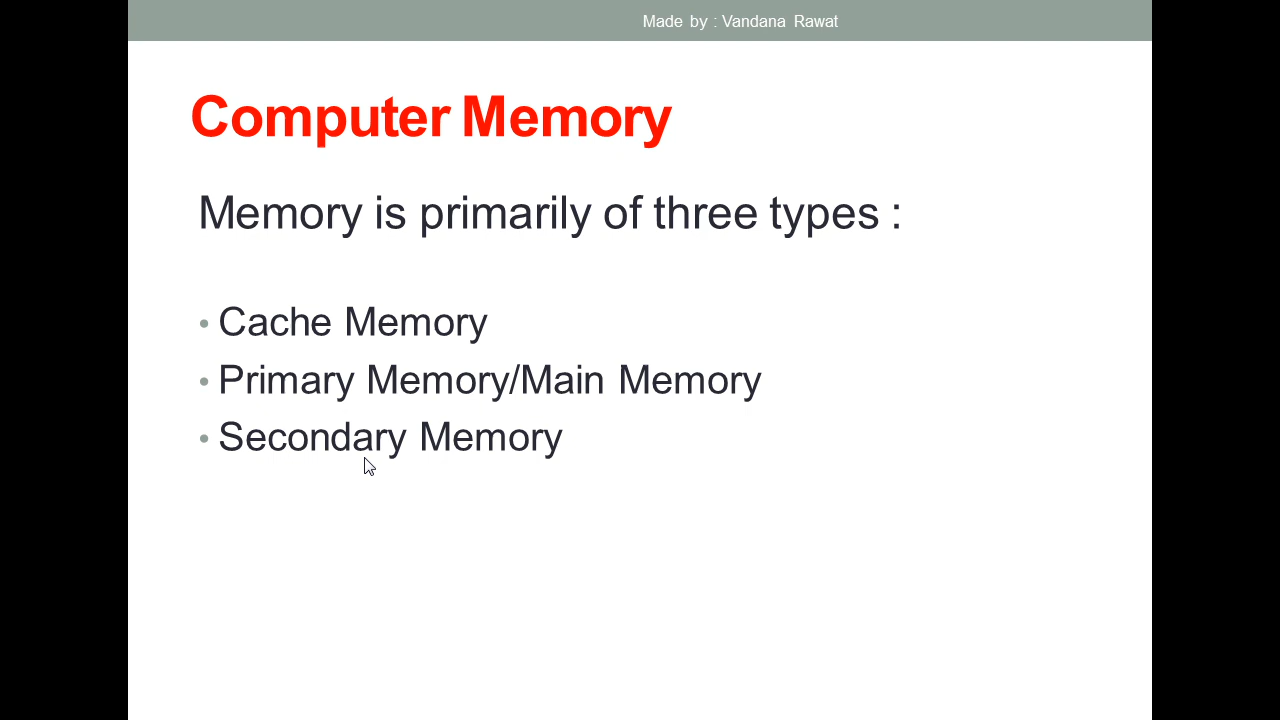 Made by : Vandana Rawat
Computer Memory
Memory is primarily of three types :
• Cache Memory
• Primary Memory/Main Memory
• Secondary Memory